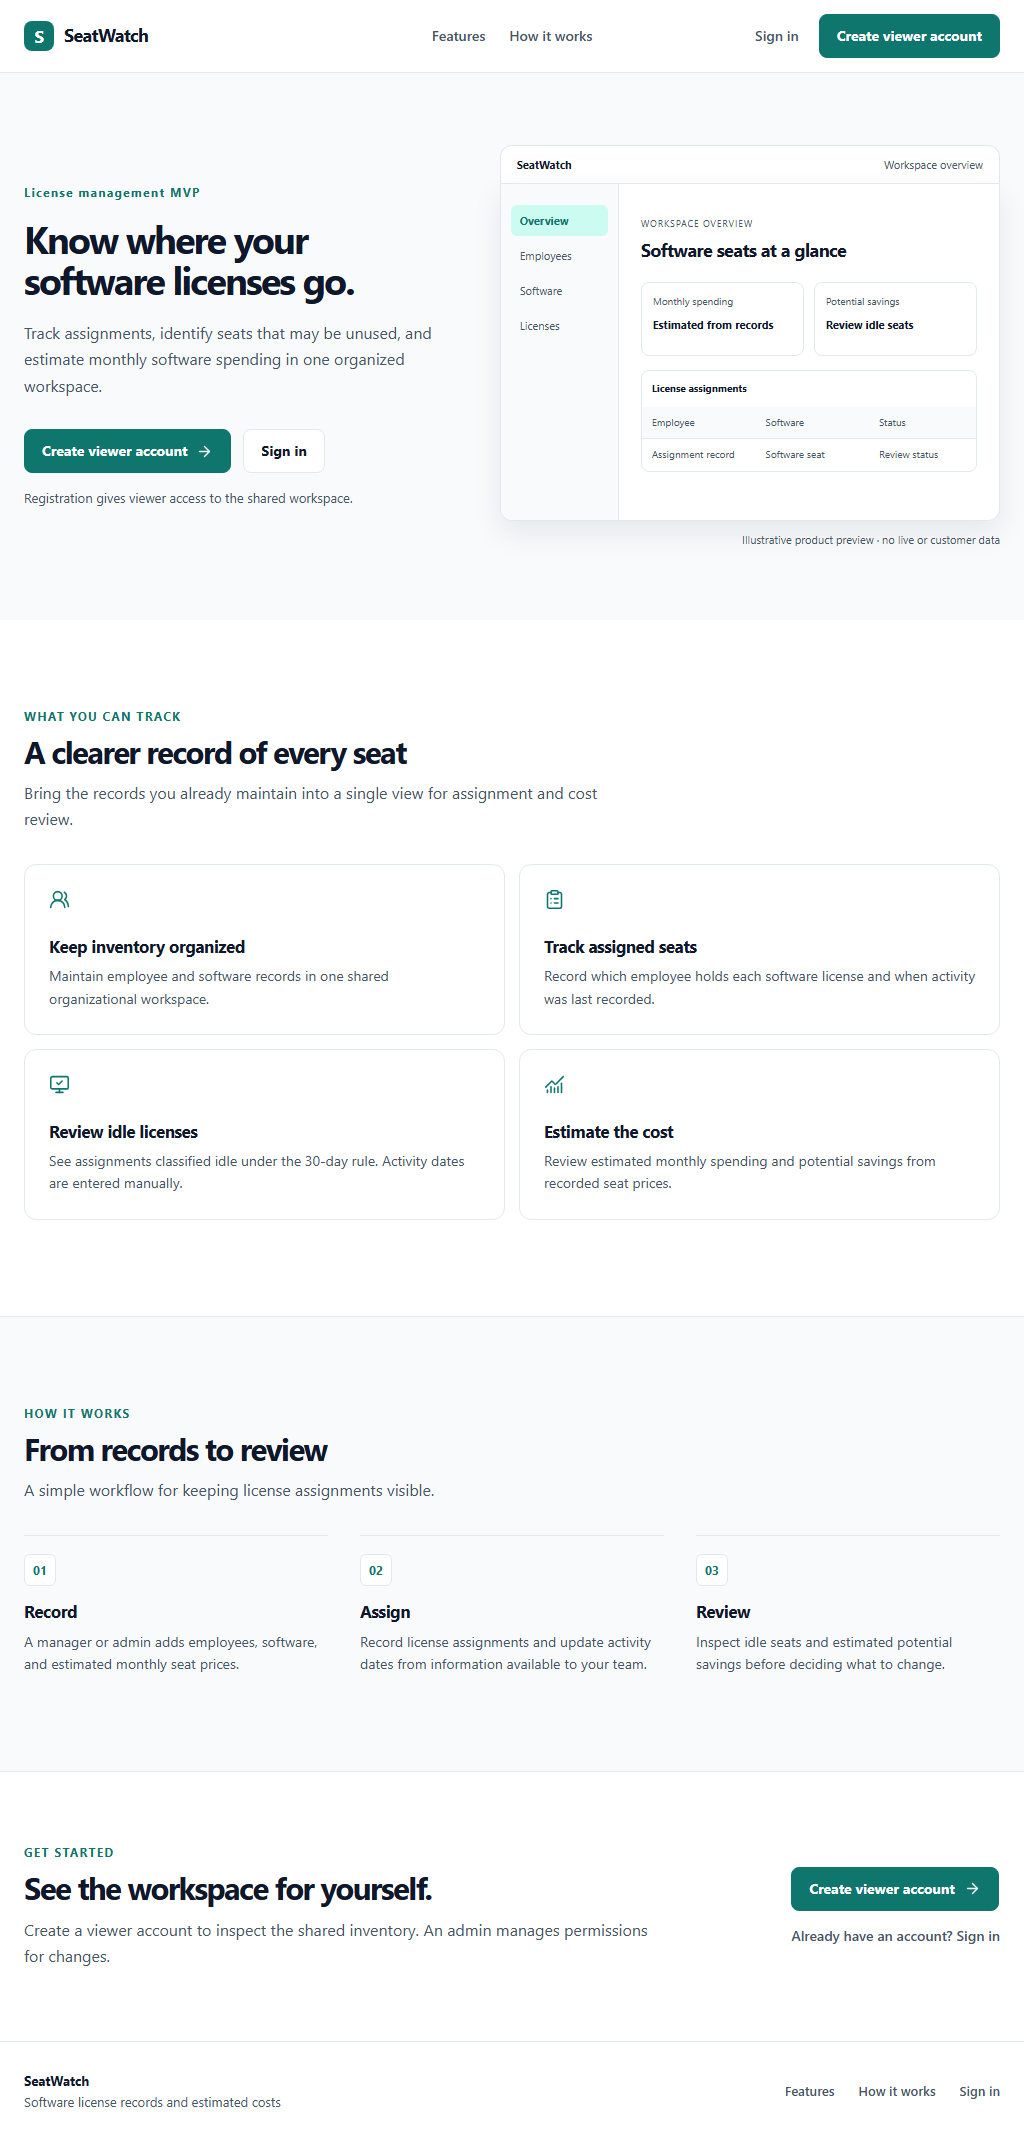 S SeatWatch
Features How it works
Sign in Create viewer account
License management MVP
Know where your
software licenses go.
Track assignments, identify seats that may be unused, and
estimate monthly software spending in one organized
workspace.
Create viewer account → Sign in
Registration gives viewer access to the shared workspace.
SeatWatch Workspace overview
Overview
Employees
Software
Licenses
WORKSPACE OVERVIEW
Software seats at a glance
Monthly spending
Estimated from records
Potential savings
Review idle seats
License assignments
Employee Software Status
Assignment record Software seat Review status
Illustrative product preview · no live or customer data
WHAT YOU CAN TRACK
A clearer record of every seat
Bring the records you already maintain into a single view for assignment and cost
review.
Keep inventory organized
Maintain employee and software records in one shared
organizational workspace.
Track assigned seats
Record which employee holds each software license and when activity
was last recorded.
Review idle licenses
See assignments classified idle under the 30-day rule. Activity dates
are entered manually.
Estimate the cost
Review estimated monthly spending and potential savings from
recorded seat prices.
HOW IT WORKS
From records to review
A simple workflow for keeping license assignments visible.
01
Record
A manager or admin adds employees, software,
and estimated monthly seat prices.
02
Assign
Record license assignments and update activity
dates from information available to your team.
03
Review
Inspect idle seats and estimated potential
savings before deciding what to change.
GET STARTED
See the workspace for yourself.
Create a viewer account to inspect the shared inventory. An admin manages permissions
for changes.
Create viewer account →
Already have an account? Sign in
SeatWatch
Software license records and estimated costs
Features How it works Sign in